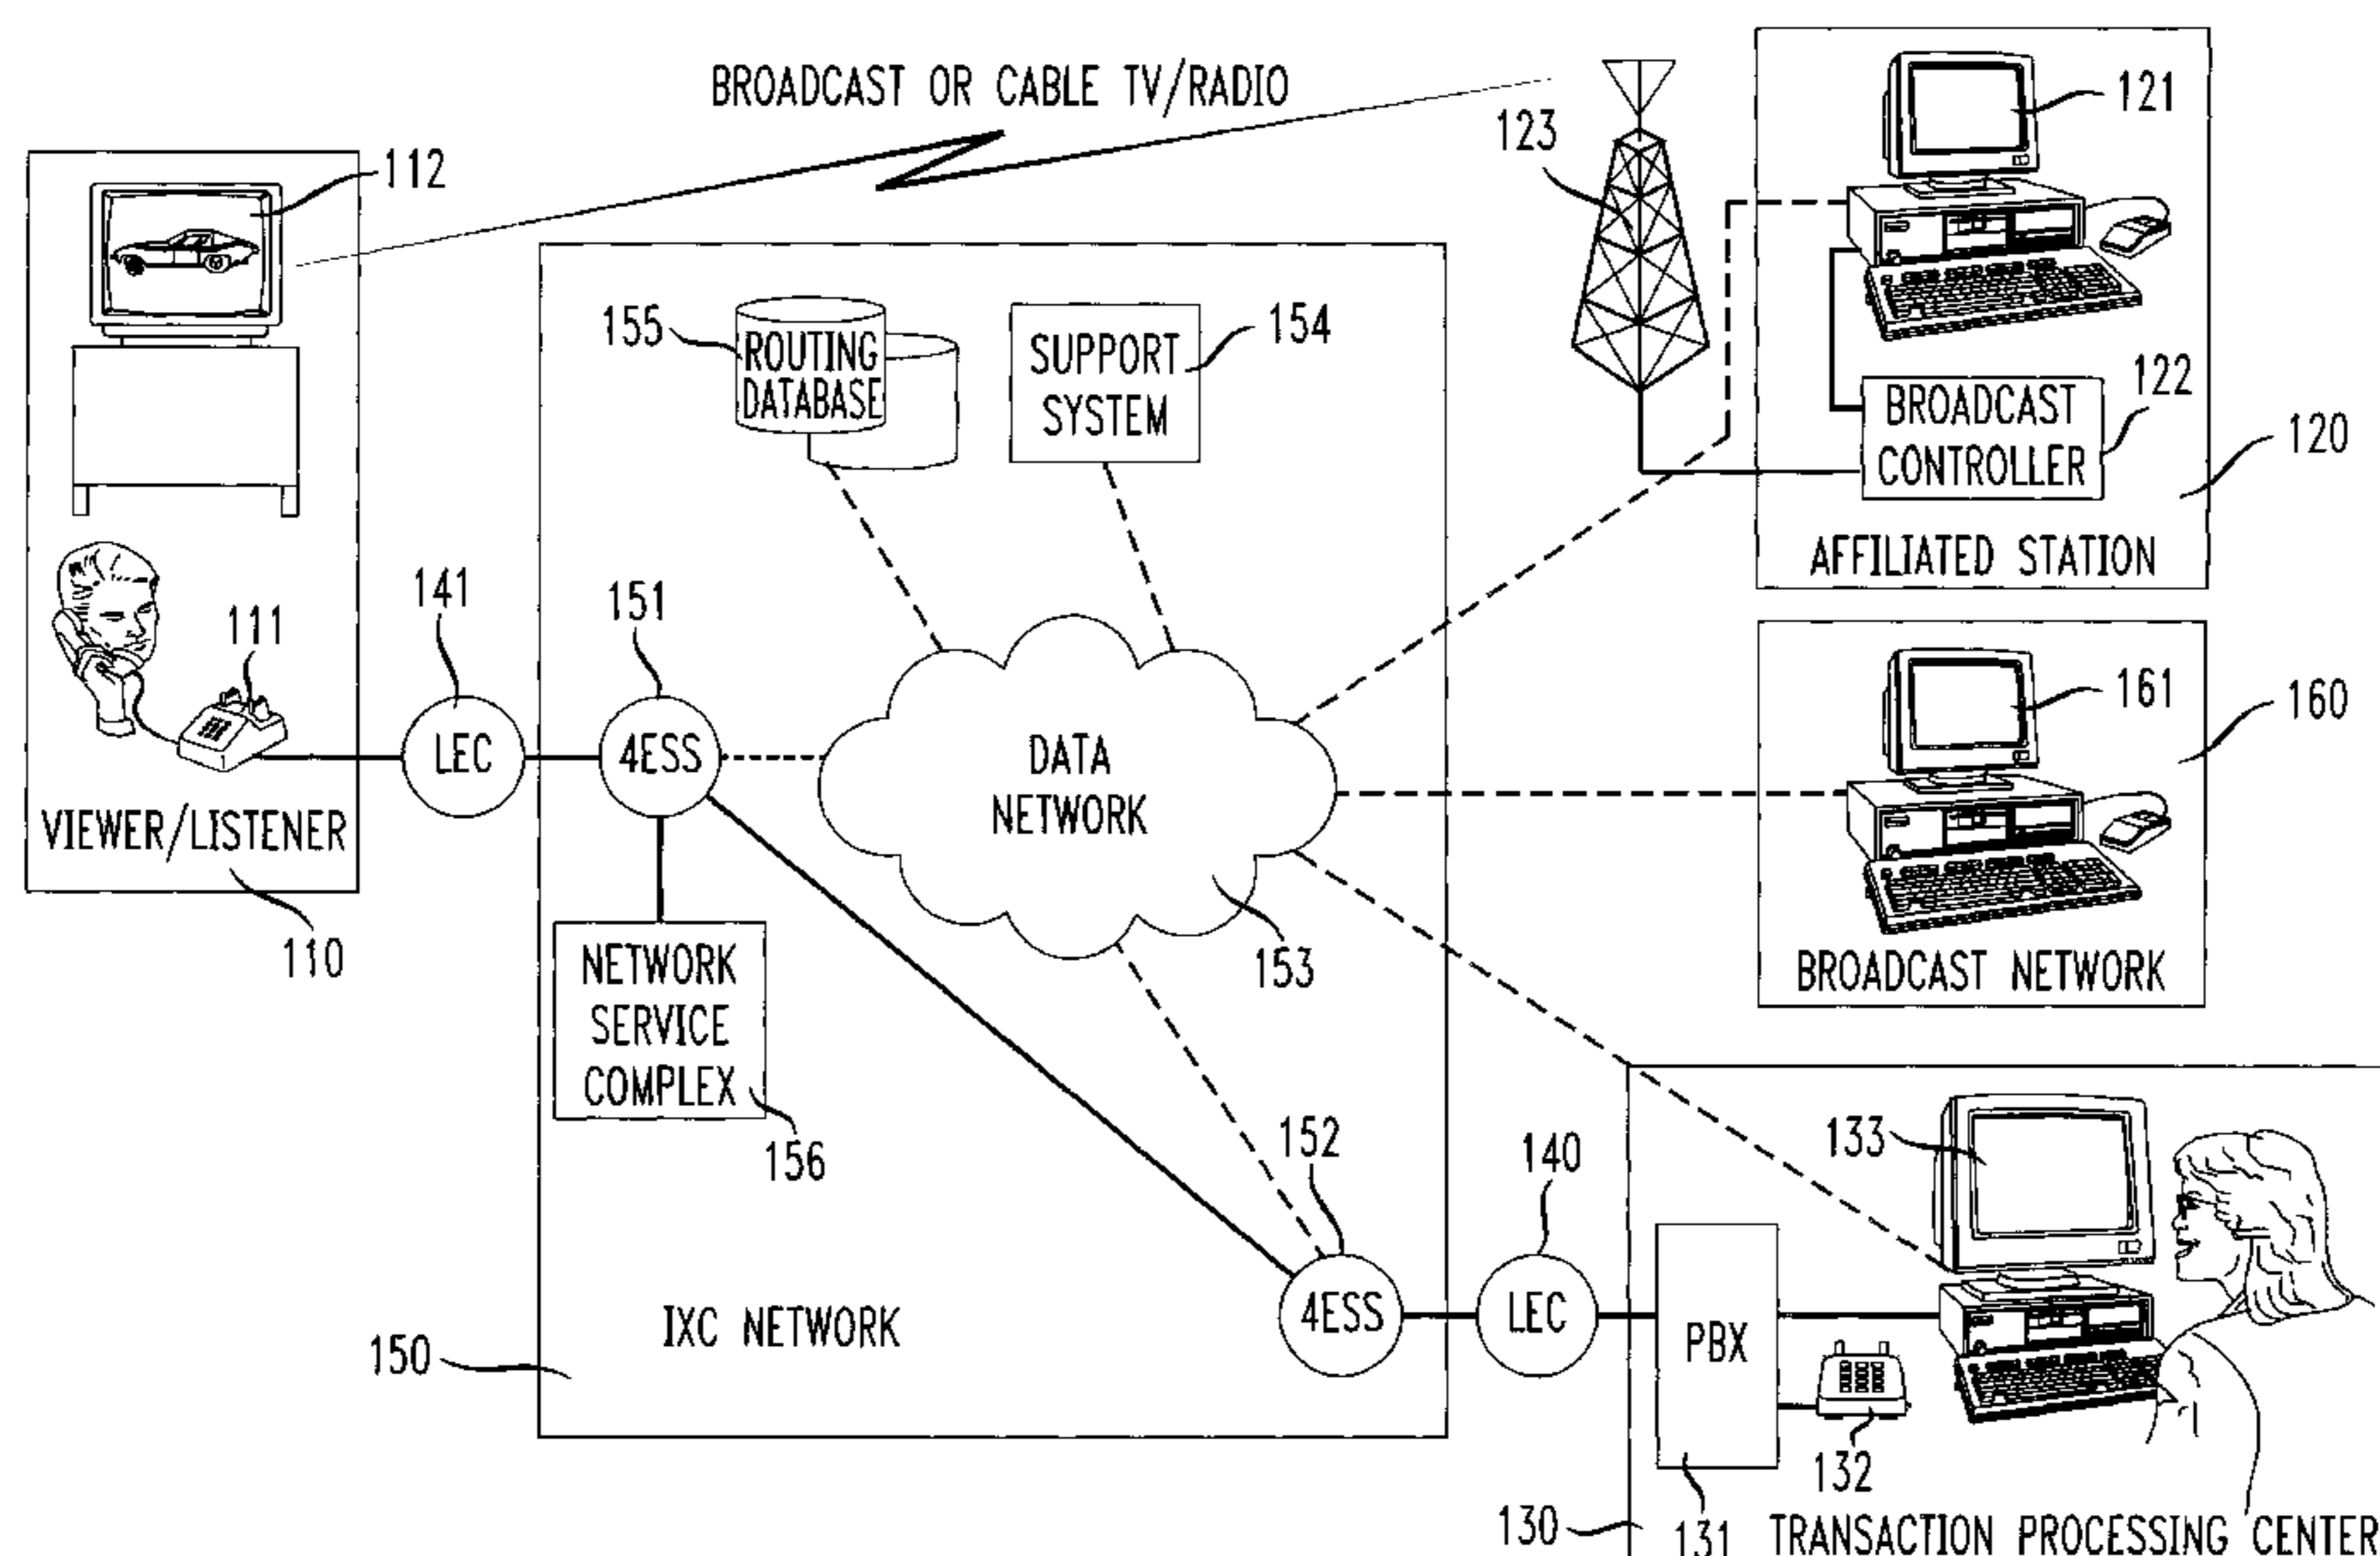 BROADCAST OR CABLE TV/RADIO
112
123
121
155
ROUTING
DATABASE
SUPPORT
SYSTEM
154
BROADCAST
CONTROLLER
122
120
AFFILIATED STATION
111
141
LEC
151
4ESS
VIEWER/LISTENER
110
DATA
NETWORK
153
161
160
BROADCAST NETWORK
NETWORK
SERVICE
COMPLEX
156
152
4ESS
140
LEC
IXC NETWORK
150
133
PBX
132
130
131
TRANSACTION PROCESSING CENTER